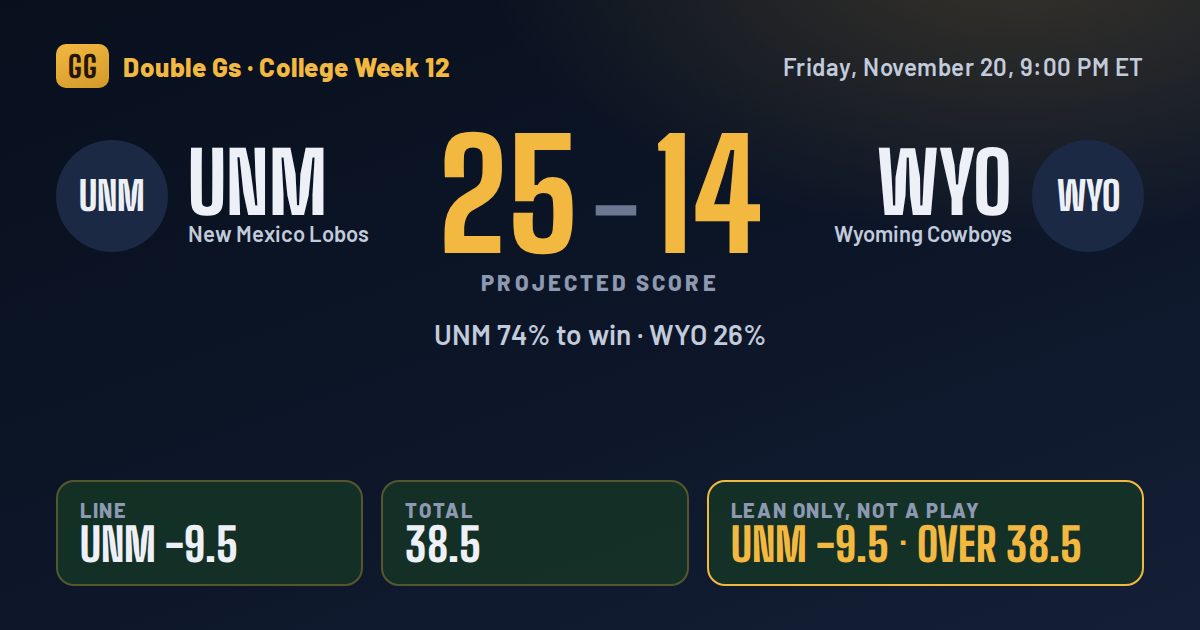 GG Double Gs · College Week 12
Friday, November 20, 9:00 PM ET
UNM
UNM
New Mexico Lobos
25 – 14
PROJECTED SCORE
UNM 74% to win · WYO 26%
WYO
Wyoming Cowboys
WYO
LINE
UNM –9.5
TOTAL
38.5
LEAN ONLY, NOT A PLAY
UNM –9.5 · OVER 38.5